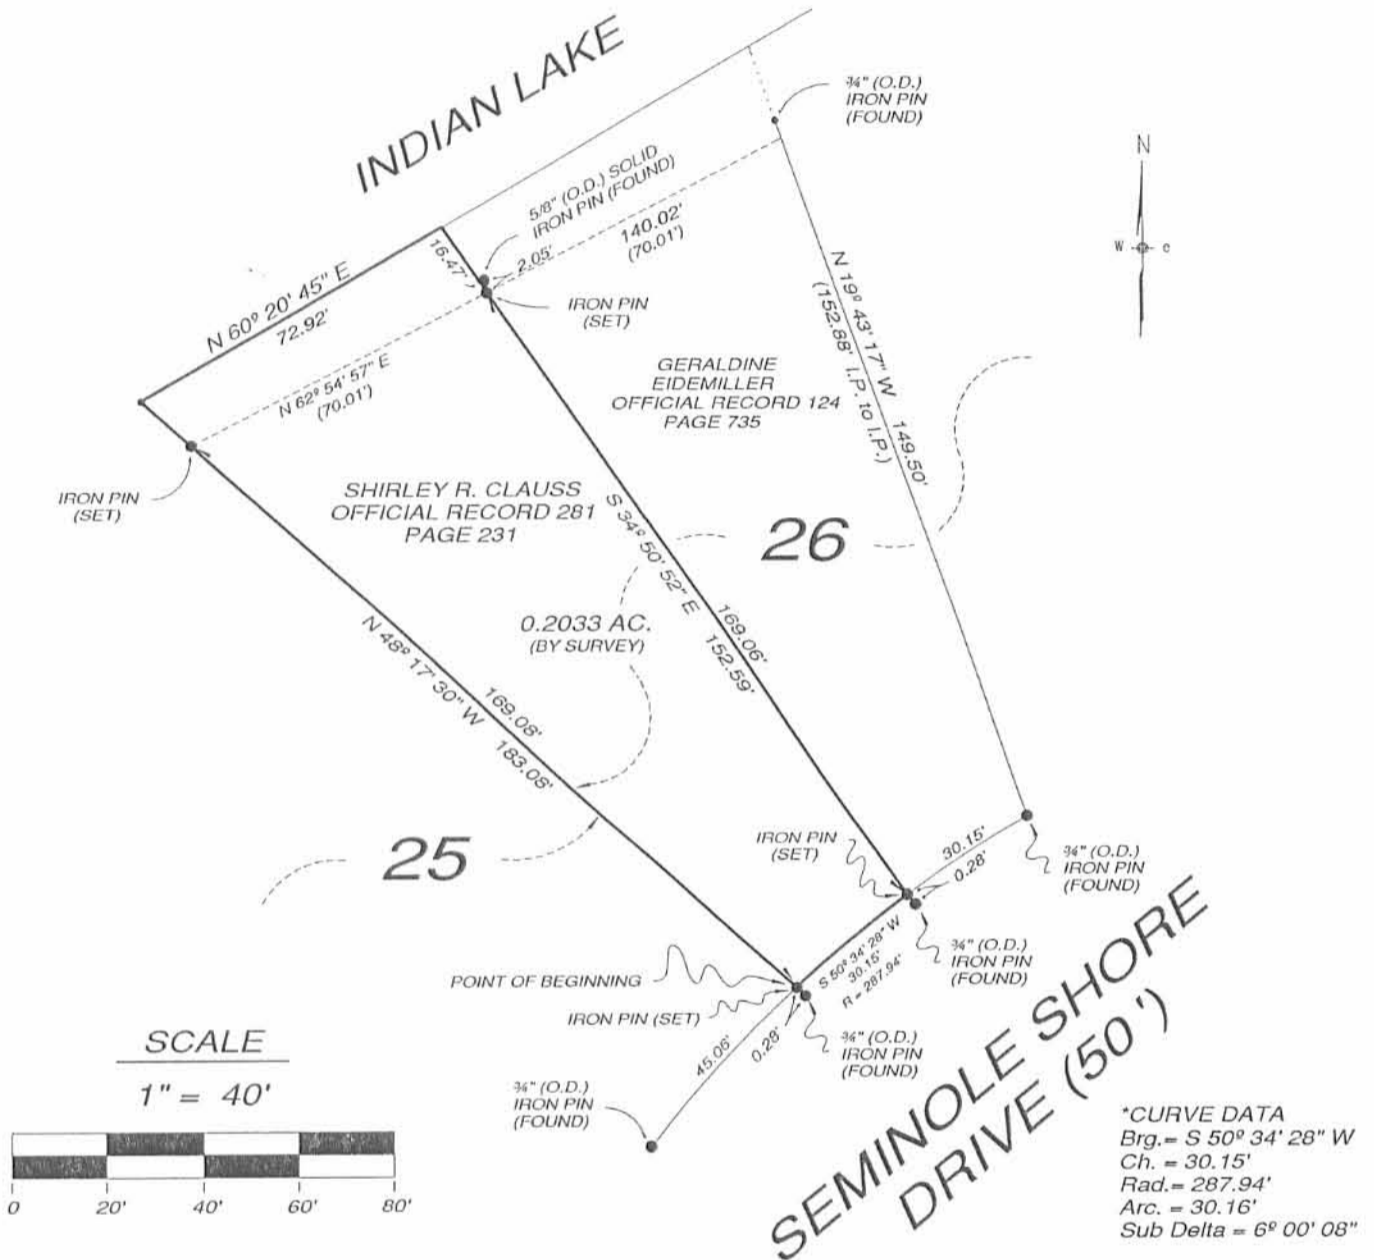 INDIAN LAKE
¾" (O.D.)
IRON PIN
(FOUND)
N
W
c
5/8" (O.D.) SOLID
IRON PIN (FOUND)
140.02'
(70.01')
16.47'
2.05'
IRON PIN
(SET)
N 60º 20' 45" E
72.92'
N 62º 54' 57" E
(70.01')
N 19º 43' 17" W 149.50'
(152.88' I.P. to I.P.)
GERALDINE
EIDEMILLER
OFFICIAL RECORD 124
PAGE 735
IRON PIN
(SET)
SHIRLEY R. CLAUSS
OFFICIAL RECORD 281
PAGE 231
S 34º 50' 52" E 169.06'
152.59'
26
0.2033 AC.
(BY SURVEY)
N 48º 17' 30" W 169.08'
183.08'
25
IRON PIN
(SET)
30.15'
0.28'
¾" (O.D.)
IRON PIN
(FOUND)
¾" (O.D.)
IRON PIN
(FOUND)
S 50º 34' 28" W
30.15'
R = 287.94'
POINT OF BEGINNING
IRON PIN (SET)
45.06'
0.28'
¾" (O.D.)
IRON PIN
(FOUND)
¾" (O.D.)
IRON PIN
(FOUND)
SEMINOLE SHORE
DRIVE (50')
SCALE
1" = 40'
0 20' 40' 60' 80'
*CURVE DATA
Brg.= S 50º 34' 28" W
Ch. = 30.15'
Rad.= 287.94'
Arc. = 30.16'
Sub Delta = 6º 00' 08"